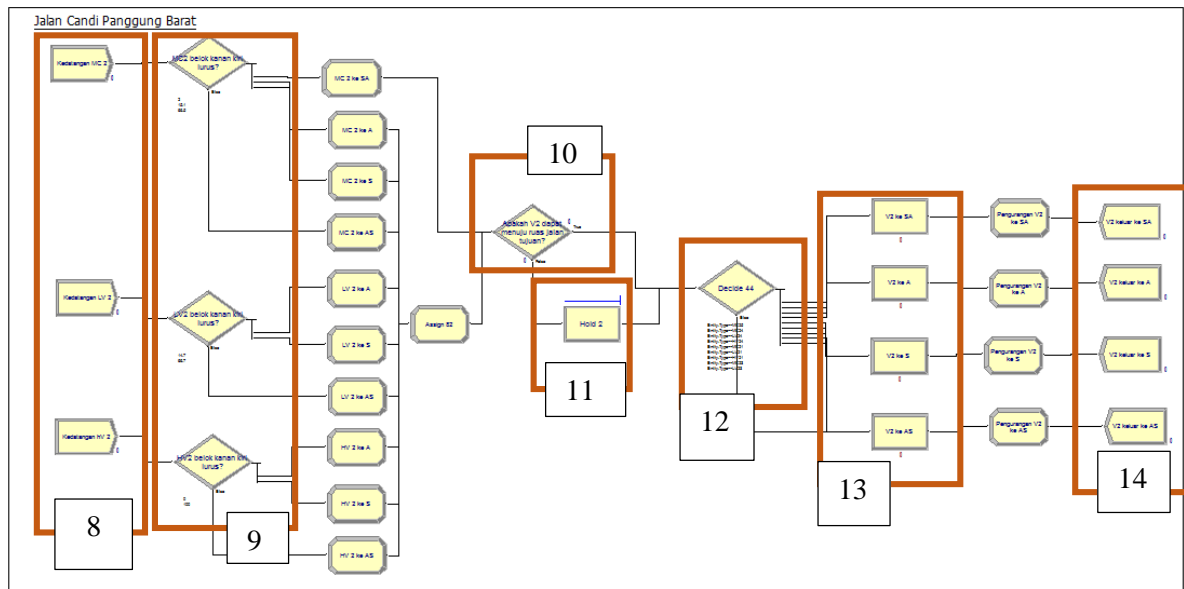 Jalan Candi Panggung Barat
Kedatangan MC 2
MC2 belok kanan kiri
lurus?
Else
MC 2 ke SA
MC 2 ke A
MC 2 ke S
MC 2 ke AS
Kedatangan LV 2
LV2 belok kanan kiri
lurus?
Else
LV 2 ke A
LV 2 ke S
LV 2 ke AS
Kedatangan HV 2
HV2 belok kanan kiri
lurus?
Else
HV 2 ke A
HV 2 ke S
HV 2 ke AS
8
9
10
Apakah V2 dapat
menuju ruas jalan
tujuan?
True
False
Hold 2
11
Decide 44
Else
12
V2 ke SA
V2 ke A
V2 ke S
V2 ke AS
13
Pengurangan V2
ke SA
Pengurangan V2
ke A
Pengurangan V2
ke S
Pengurangan V2
ke AS
V2 keluar ke SA
V2 keluar ke A
V2 keluar ke S
V2 keluar ke AS
14